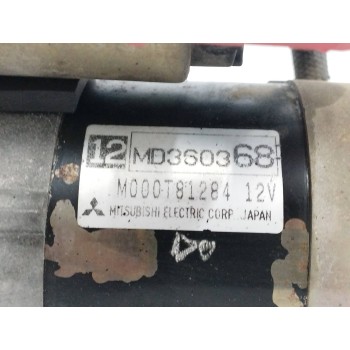 12 MD360368
M000T81284 12V
MITSUBISHI ELECTRIC CORP. JAPAN